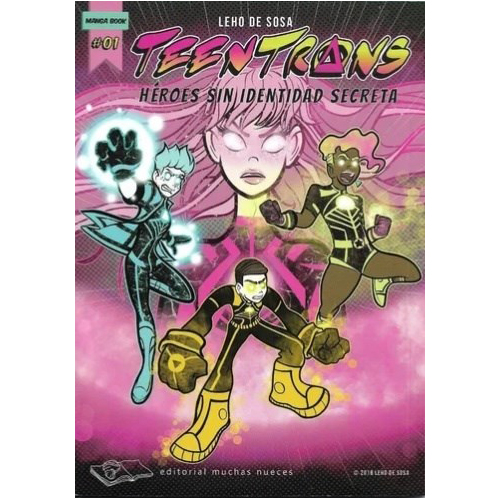 MANGA BOOK
#01
LEHO DE SOSA
TEENTRANS
HÉROES SIN IDENTIDAD SECRETA
editorial muchas nueces
© 2018 LEHO DE SOSA